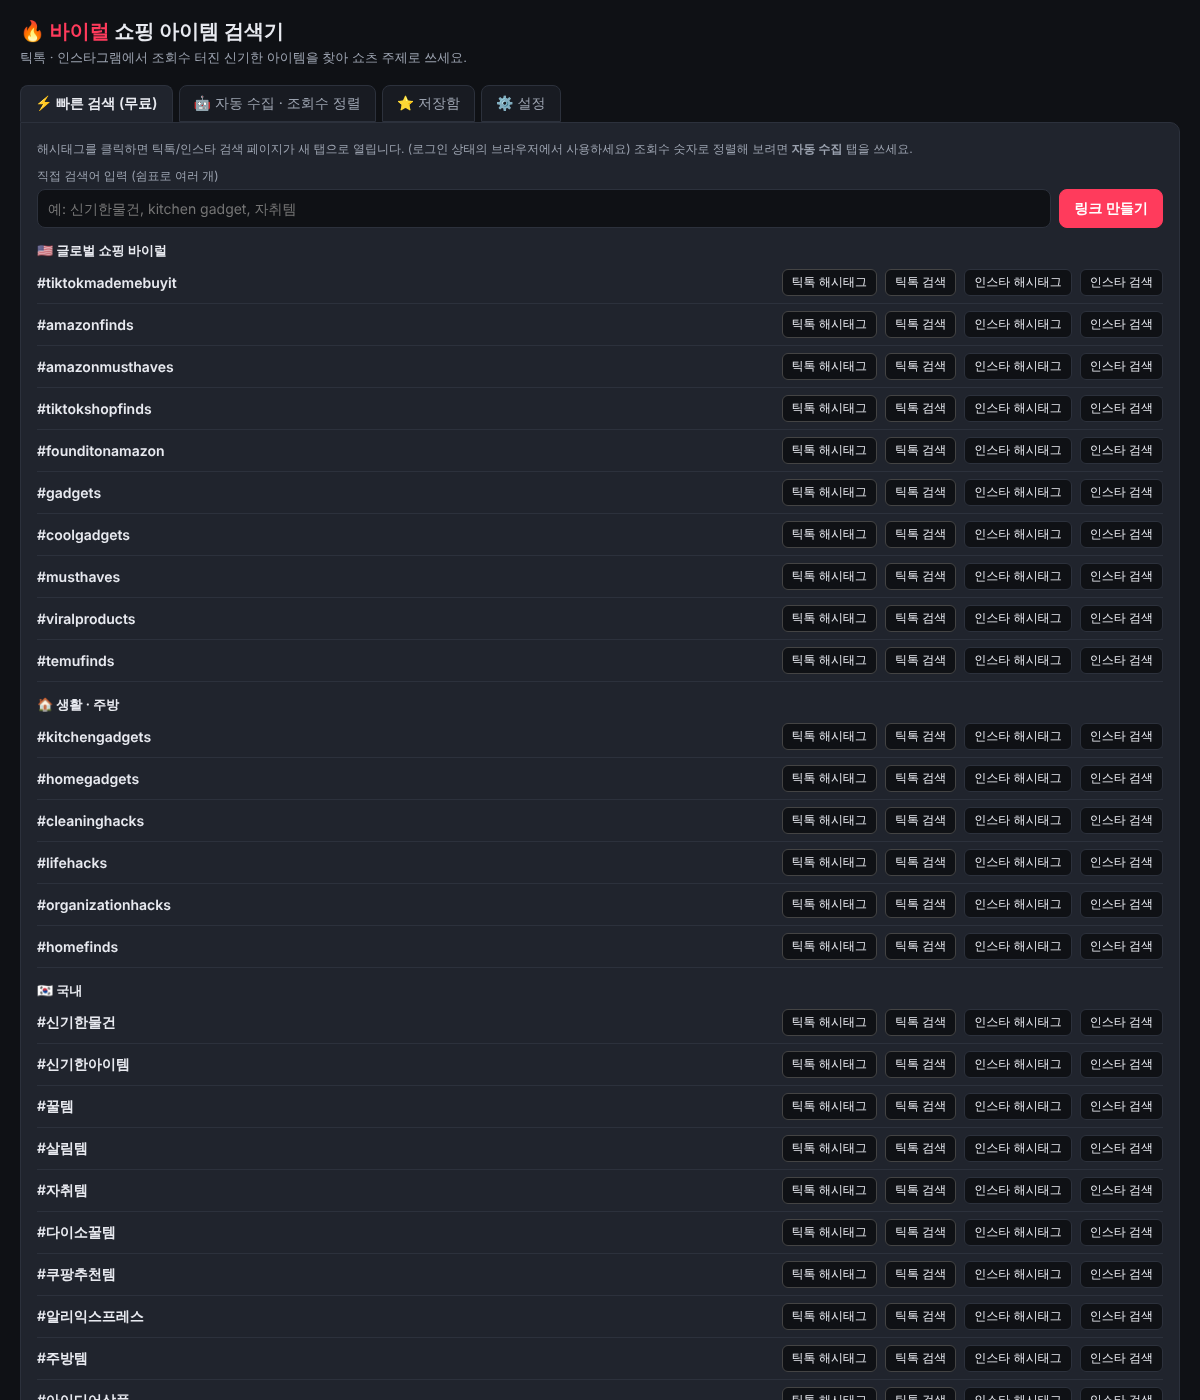 🔥 바이럴 쇼핑 아이템 검색기
틱톡 · 인스타그램에서 조회수 터진 신기한 아이템을 찾아 쇼츠 주제로 쓰세요.
⚡ 빠른 검색 (무료) 🤖 자동 수집 · 조회수 정렬 ⭐ 저장함 ⚙️ 설정
해시태그를 클릭하면 틱톡/인스타 검색 페이지가 새 탭으로 열립니다. (로그인 상태의 브라우저에서 사용하세요) 조회수 숫자로 정렬해 보려면 자동 수집 탭을 쓰세요.
직접 검색어 입력 (쉼표로 여러 개)
예: 신기한물건, kitchen gadget, 자취템 링크 만들기
🇺🇸 글로벌 쇼핑 바이럴
#tiktokmademebuyit 틱톡 해시태그 틱톡 검색 인스타 해시태그 인스타 검색
#amazonfinds 틱톡 해시태그 틱톡 검색 인스타 해시태그 인스타 검색
#amazonmusthaves 틱톡 해시태그 틱톡 검색 인스타 해시태그 인스타 검색
#tiktokshopfinds 틱톡 해시태그 틱톡 검색 인스타 해시태그 인스타 검색
#founditonamazon 틱톡 해시태그 틱톡 검색 인스타 해시태그 인스타 검색
#gadgets 틱톡 해시태그 틱톡 검색 인스타 해시태그 인스타 검색
#coolgadgets 틱톡 해시태그 틱톡 검색 인스타 해시태그 인스타 검색
#musthaves 틱톡 해시태그 틱톡 검색 인스타 해시태그 인스타 검색
#viralproducts 틱톡 해시태그 틱톡 검색 인스타 해시태그 인스타 검색
#temufinds 틱톡 해시태그 틱톡 검색 인스타 해시태그 인스타 검색
🏠 생활 · 주방
#kitchengadgets 틱톡 해시태그 틱톡 검색 인스타 해시태그 인스타 검색
#homegadgets 틱톡 해시태그 틱톡 검색 인스타 해시태그 인스타 검색
#cleaninghacks 틱톡 해시태그 틱톡 검색 인스타 해시태그 인스타 검색
#lifehacks 틱톡 해시태그 틱톡 검색 인스타 해시태그 인스타 검색
#organizationhacks 틱톡 해시태그 틱톡 검색 인스타 해시태그 인스타 검색
#homefinds 틱톡 해시태그 틱톡 검색 인스타 해시태그 인스타 검색
🇰🇷 국내
#신기한물건 틱톡 해시태그 틱톡 검색 인스타 해시태그 인스타 검색
#신기한아이템 틱톡 해시태그 틱톡 검색 인스타 해시태그 인스타 검색
#꿀템 틱톡 해시태그 틱톡 검색 인스타 해시태그 인스타 검색
#살림템 틱톡 해시태그 틱톡 검색 인스타 해시태그 인스타 검색
#자취템 틱톡 해시태그 틱톡 검색 인스타 해시태그 인스타 검색
#다이소꿀템 틱톡 해시태그 틱톡 검색 인스타 해시태그 인스타 검색
#쿠팡추천템 틱톡 해시태그 틱톡 검색 인스타 해시태그 인스타 검색
#알리익스프레스 틱톡 해시태그 틱톡 검색 인스타 해시태그 인스타 검색
#주방템 틱톡 해시태그 틱톡 검색 인스타 해시태그 인스타 검색
#아이디어상품 틱톡 해시태그 틱톡 검색 인스타 해시태그 인스타 검색